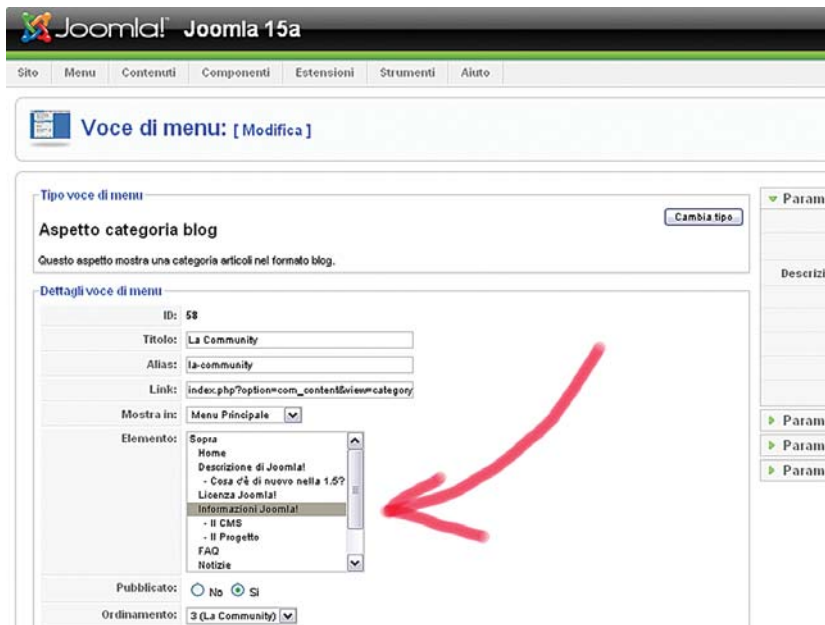 Joomla!™ Joomla 15a
Sito Menu Contenuti Componenti Estensioni Strumenti Aiuto
Voce di menu: [ Modifica ]
Tipo voce di menu
Cambia tipo
Aspetto categoria blog
Questo aspetto mostra una categoria articoli nel formato blog.
Dettagli voce di menu
ID: 58
Titolo: La Community
Alias: la-community
Link: index.php?option=com_content&view=category
Mostra in: Menu Principale
Elemento: Sopra
Home
Descrizione di Joomla!
- Cosa c'è di nuovo nella 1.5?
Licenza Joomla!
Informazioni Joomla!
- Il CMS
- Il Progetto
FAQ
Notizie
Pubblicato: No Sì
Ordinamento: 3 (La Community)
Param
Descrizi
Param
Param
Param